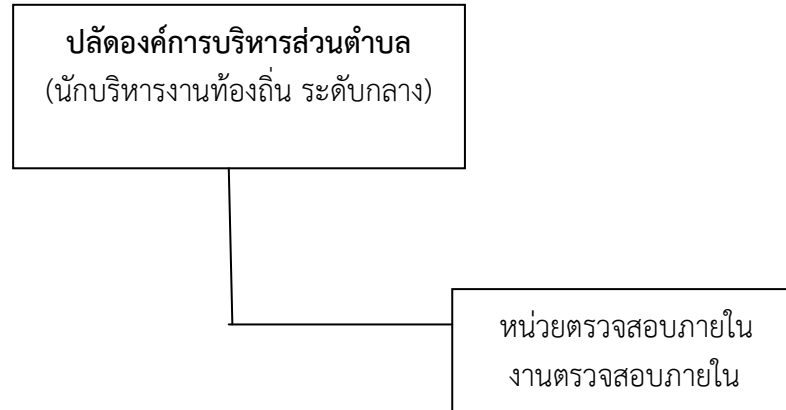 ปลัดองค์การบริหารส่วนตำบล
(นักบริหารงานท้องถิ่น ระดับกลาง)
หน่วยตรวจสอบภายใน
งานตรวจสอบภายใน